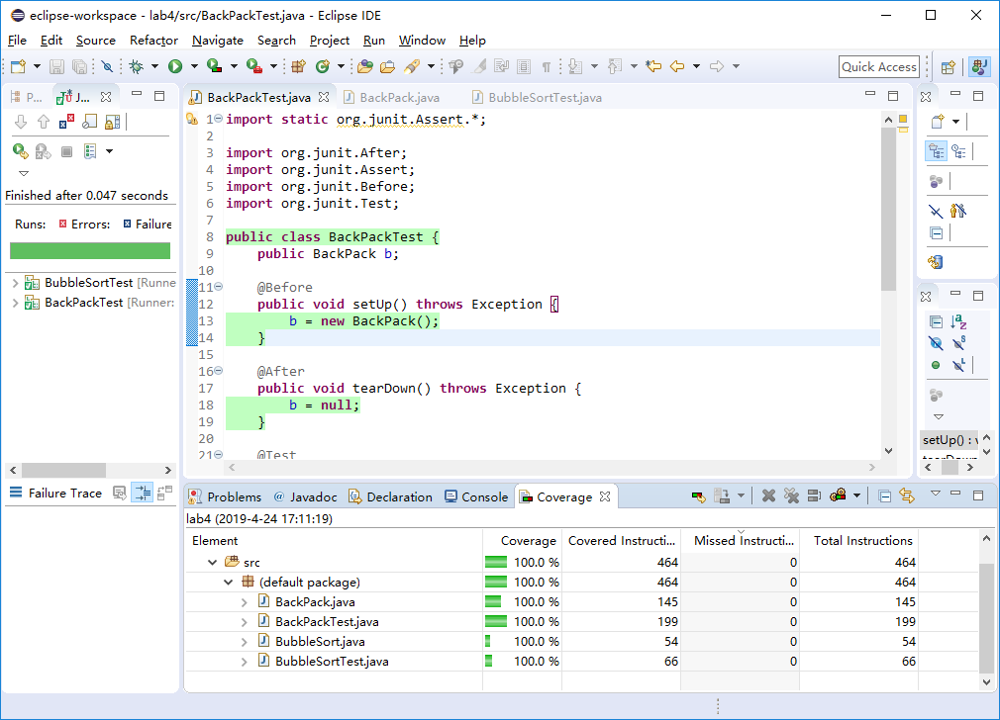 eclipse-workspace - lab4/src/BackPackTest.java - Eclipse IDE
File Edit Source Refactor Navigate Search Project Run Window Help
Quick Access
P... J...
Finished after 0.047 seconds
Runs: Errors: Failure
BubbleSortTest [Runne
BackPackTest [Runner:
Failure Trace
BackPackTest.java BackPack.java BubbleSortTest.java
1 import static org.junit.Assert.*;
2
3 import org.junit.After;
4 import org.junit.Assert;
5 import org.junit.Before;
6 import org.junit.Test;
7
8 public class BackPackTest {
9 public BackPack b;
10
11 @Before
12 public void setUp() throws Exception {
13 b = new BackPack();
14 }
15
16 @After
17 public void tearDown() throws Exception {
18 b = null;
19 }
20
21 @Test
setUp() : v
tearDown
Problems @ Javadoc Declaration Console Coverage
lab4 (2019-4-24 17:11:19)
Element Coverage Covered Instructi... Missed Instructi... Total Instructions
src 100.0 % 464 0 464
(default package) 100.0 % 464 0 464
BackPack.java 100.0 % 145 0 145
BackPackTest.java 100.0 % 199 0 199
BubbleSort.java 100.0 % 54 0 54
BubbleSortTest.java 100.0 % 66 0 66